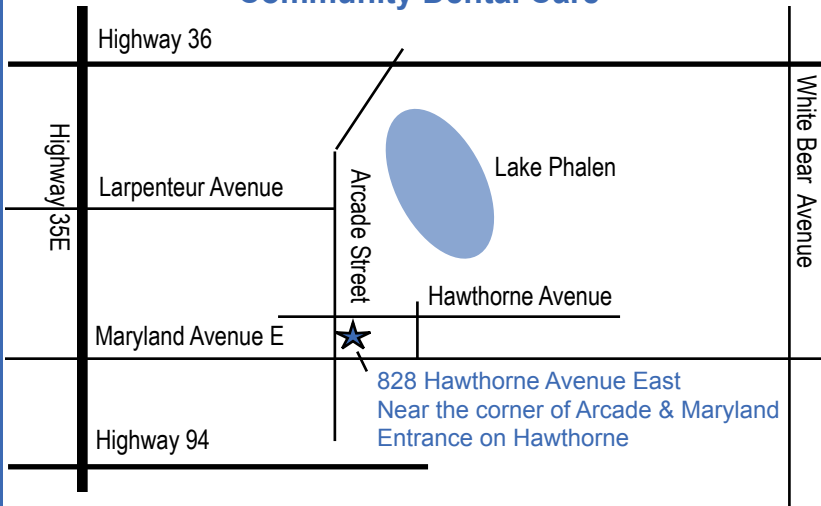 Community Dental Care
Highway 36
White Bear Avenue
Highway 35E
Lake Phalen
Larpenteur Avenue
Arcade Street
Hawthorne Avenue
Maryland Avenue E
828 Hawthorne Avenue East
Near the corner of Arcade & Maryland
Entrance on Hawthorne
Highway 94